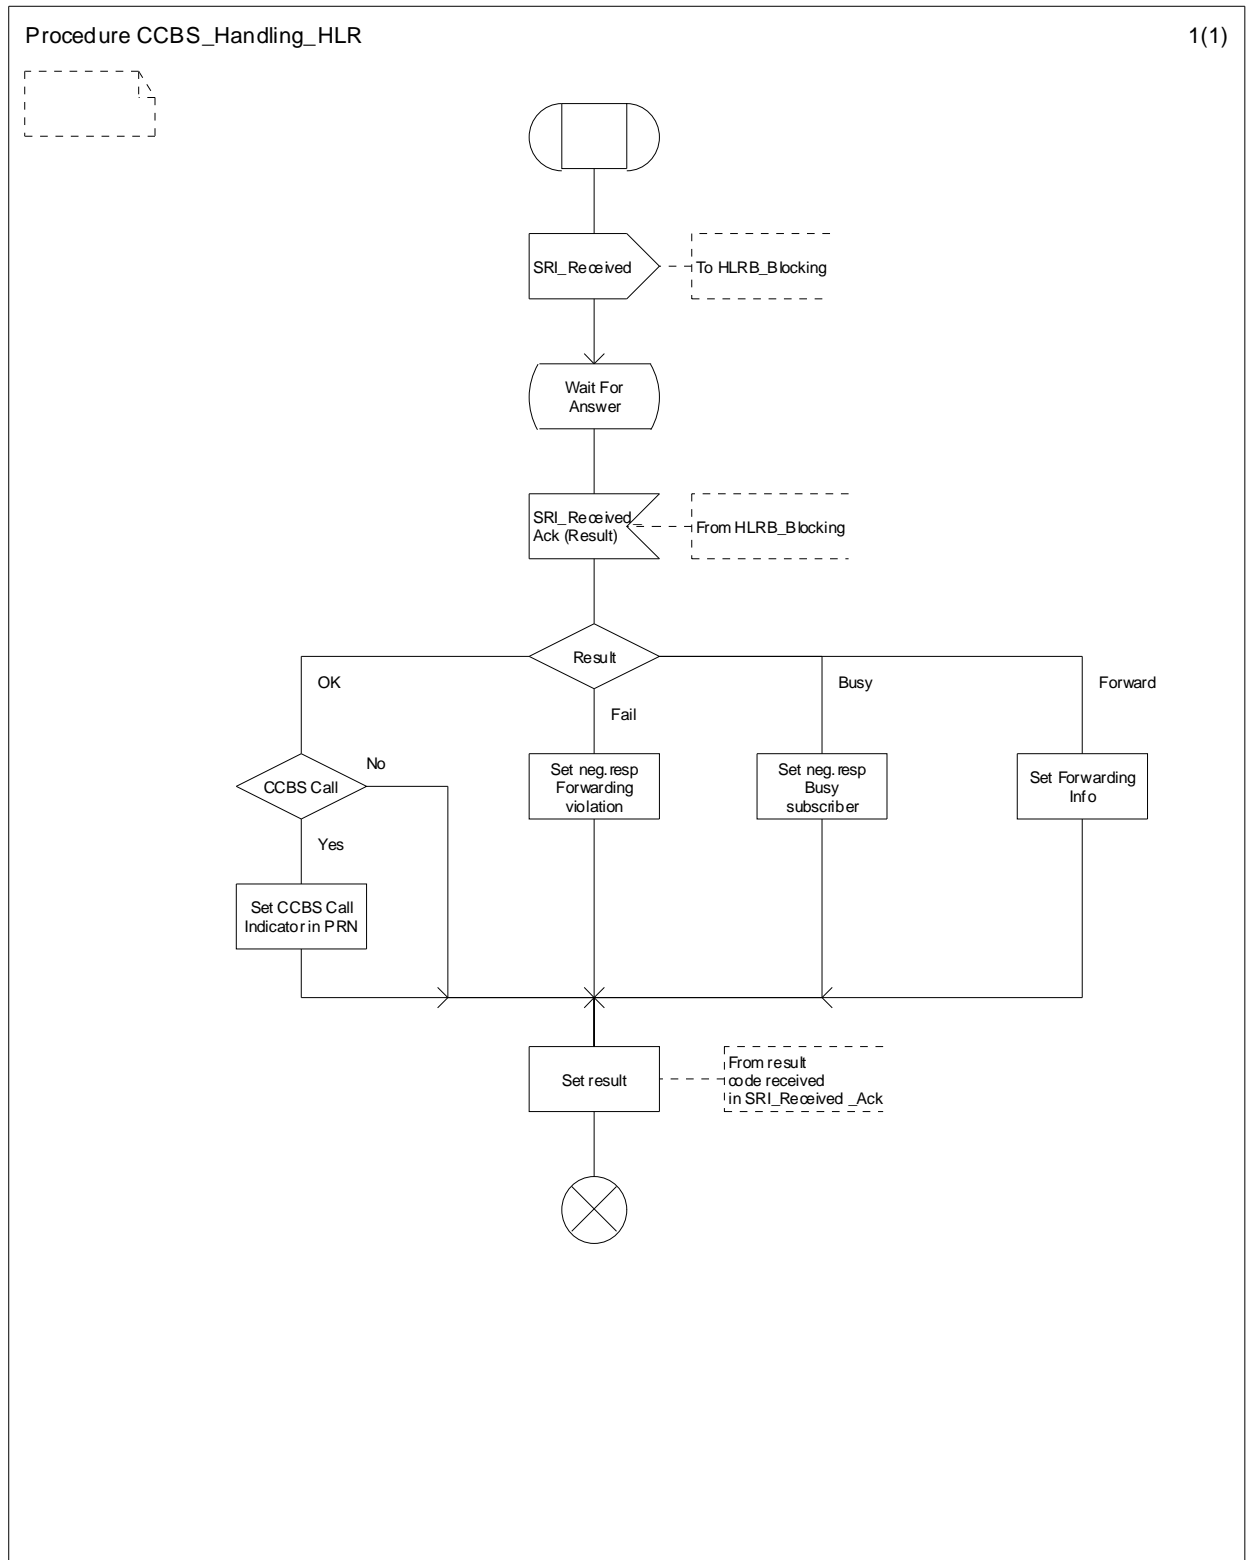 Procedure CCBS_Handling_HLR
1(1)
SRI_Received
To HLRB_Blocking
Wait For
Answer
SRI_Received_
Ack (Result)
From HLRB_Blocking
Result
OK
Busy
Forward
Fail
No
CCBS Call
Set neg.resp
Forwarding
violation
Set neg.resp
Busy
subscriber
Set Forwarding
Info
Yes
Set CCBS Call
Indicator in PRN
Set result
From result
code received
in SRI_Received _Ack